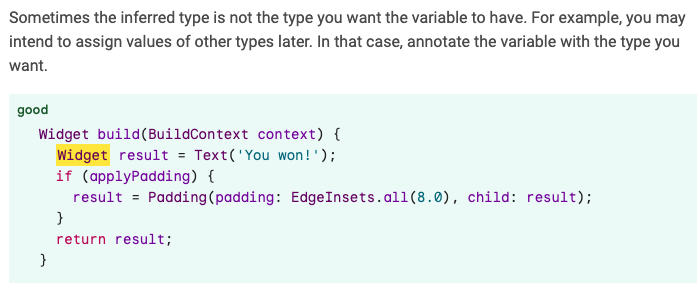 Sometimes the inferred type is not the type you want the variable to have. For example, you may
intend to assign values of other types later. In that case, annotate the variable with the type you
want.
good
Widget build(BuildContext context) {
  Widget result = Text('You won!');
  if (applyPadding) {
    result = Padding(padding: EdgeInsets.all(8.0), child: result);
  }
  return result;
}